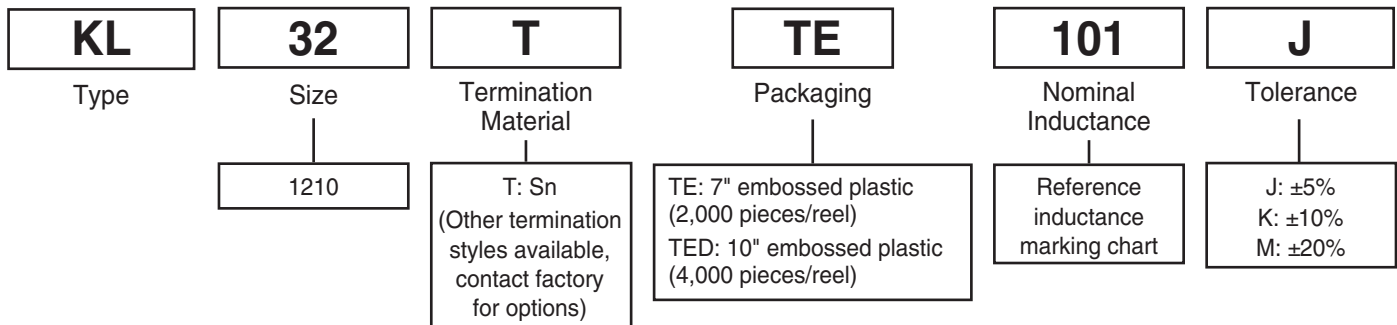 KL 32 T TE 101 J
Type
Size
Termination
Material
Packaging
Nominal
Inductance
Tolerance
1210
T: Sn
(Other termination
styles available,
contact factory
for options)
TE: 7" embossed plastic
(2,000 pieces/reel)
TED: 10" embossed plastic
(4,000 pieces/reel)
Reference
inductance
marking chart
J: ±5%
K: ±10%
M: ±20%